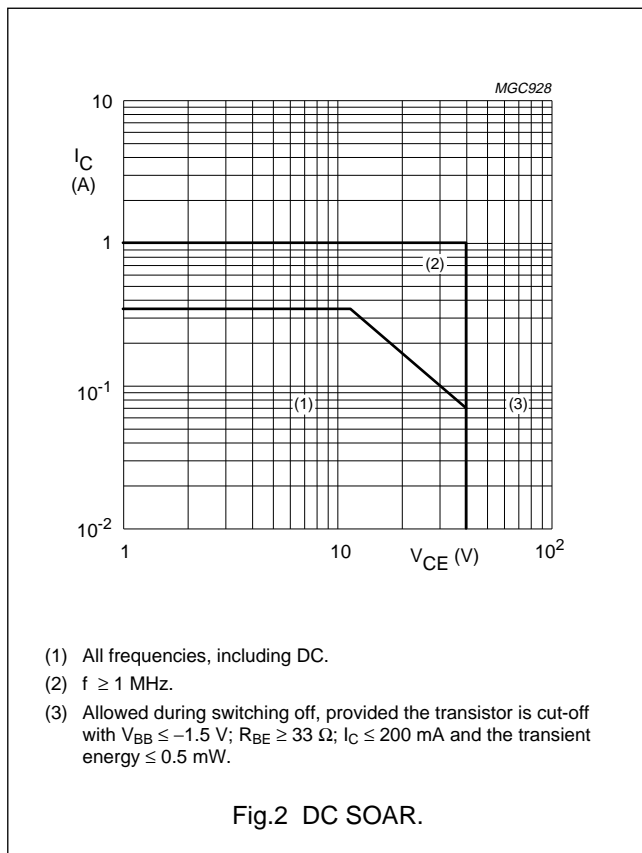 MGC928
10
I_C
(A)
1
(2)
10^-1
(1)
(3)
10^-2
1
10
V_CE (V)
10^2
(1) All frequencies, including DC.
(2) f ≥ 1 MHz.
(3) Allowed during switching off, provided the transistor is cut-off
with V_BB ≤ −1.5 V; R_BE ≥ 33 Ω; I_C ≤ 200 mA and the transient
energy ≤ 0.5 mW.
Fig.2 DC SOAR.